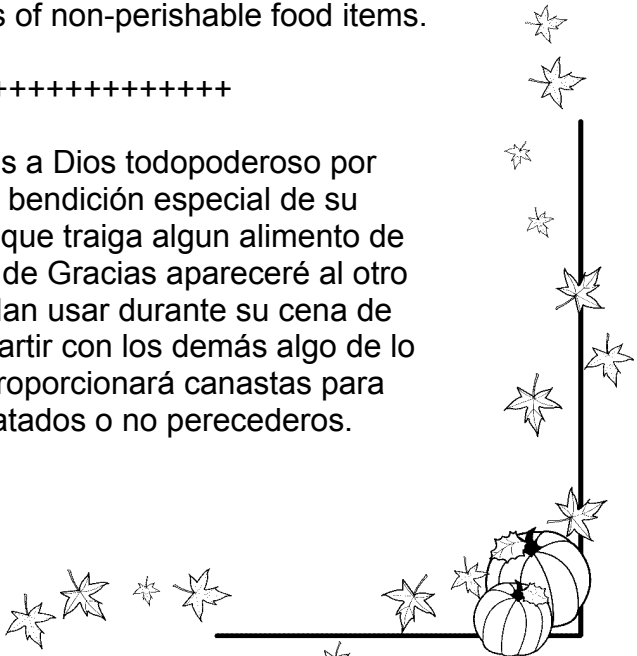 s of non-perishable food items.
+++++++++++++
s a Dios todopoderoso por
bendición especial de su
que traiga algun alimento de
de Gracias apareceré al otro
dan usar durante su cena de
artir con los demás algo de lo
roporcionará canastas para
atados o no perecederos.